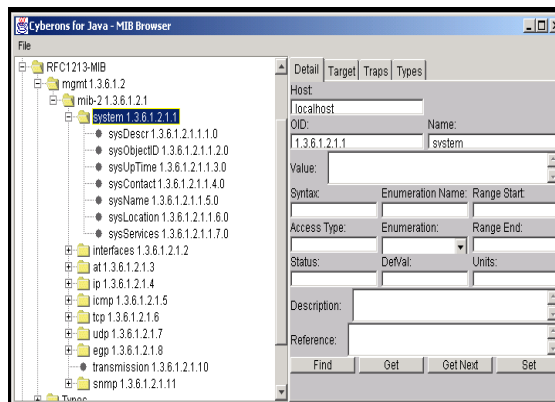 Cyberons for Java - MIB Browser
File
RFC1213-MIB
mgmt 1.3.6.1.2
mib-2 1.3.6.1.2.1
system 1.3.6.1.2.1.1
sysDescr 1.3.6.1.2.1.1.1.0
sysObjectID 1.3.6.1.2.1.1.2.0
sysUpTime 1.3.6.1.2.1.1.3.0
sysContact 1.3.6.1.2.1.1.4.0
sysName 1.3.6.1.2.1.1.5.0
sysLocation 1.3.6.1.2.1.1.6.0
sysServices 1.3.6.1.2.1.1.7.0
interfaces 1.3.6.1.2.1.2
at 1.3.6.1.2.1.3
ip 1.3.6.1.2.1.4
icmp 1.3.6.1.2.1.5
tcp 1.3.6.1.2.1.6
udp 1.3.6.1.2.1.7
egp 1.3.6.1.2.1.8
transmission 1.3.6.1.2.1.10
snmp 1.3.6.1.2.1.11
Types
Detail Target Traps Types
Host:
localhost
OID: Name:
1.3.6.1.2.1.1 system
Value:
Syntax: Enumeration Name: Range Start:
Access Type: Enumeration: Range End:
Status: DefVal: Units:
Description:
Reference:
Find Get Get Next Set